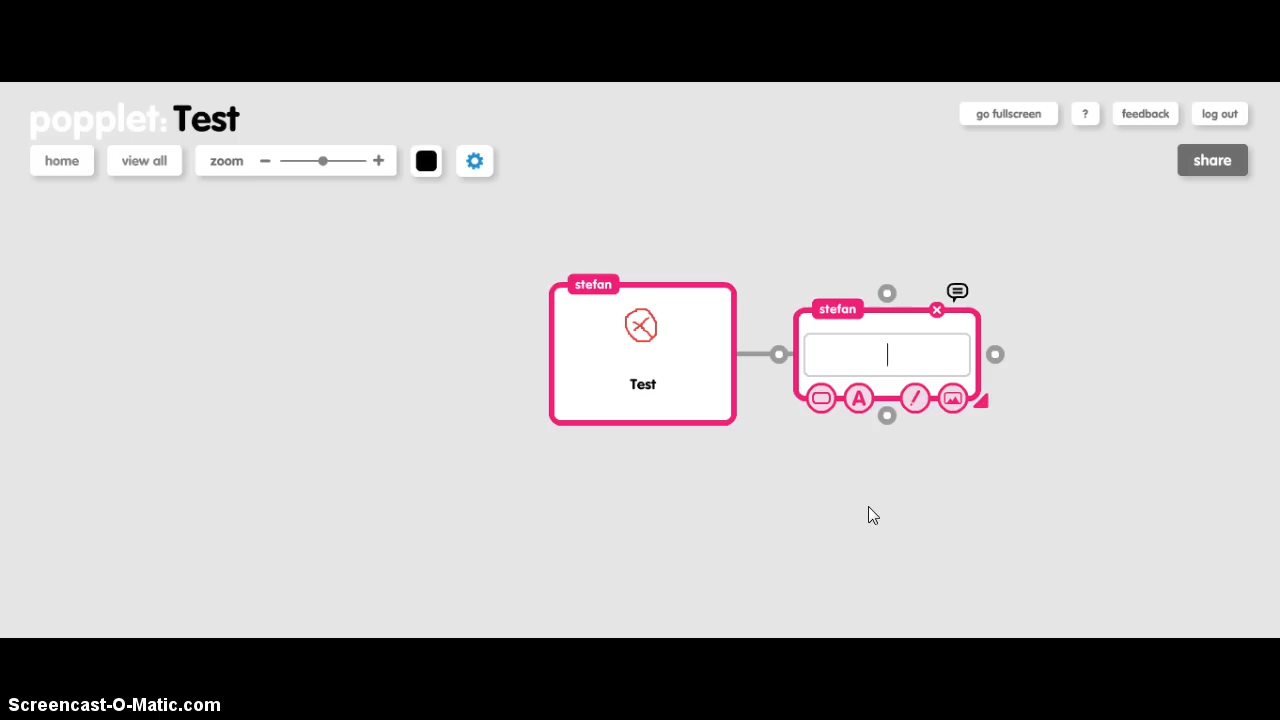 popplet: Test
go fullscreen
?
feedback
log out
home
view all
zoom - +
share
stefan
Test
stefan
A
Screencast-O-Matic.com